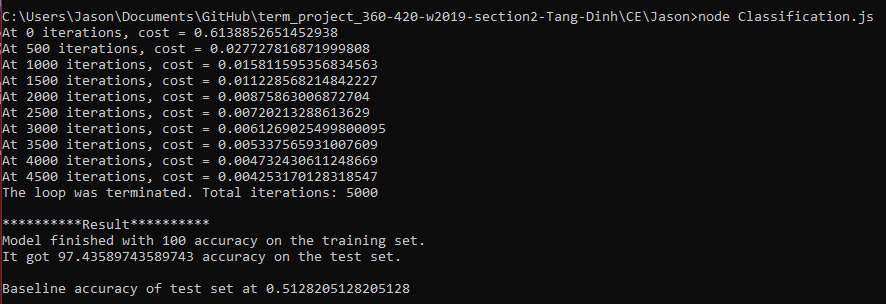 C:\Users\Jason\Documents\GitHub\term_project_360-420-w2019-section2-Tang-Dinh\CE\Jason>node Classification.js
At 0 iterations, cost = 0.6138852651452938
At 500 iterations, cost = 0.027727816871999808
At 1000 iterations, cost = 0.015811595356834563
At 1500 iterations, cost = 0.011228568214842227
At 2000 iterations, cost = 0.00875863006872704
At 2500 iterations, cost = 0.00720213288613629
At 3000 iterations, cost = 0.0061269025499800095
At 3500 iterations, cost = 0.005337565931007609
At 4000 iterations, cost = 0.004732430611248669
At 4500 iterations, cost = 0.004253170128318547
The loop was terminated. Total iterations: 5000
**********Result**********
Model finished with 100 accuracy on the training set.
It got 97.43589743589743 accuracy on the test set.
Baseline accuracy of test set at 0.5128205128205128